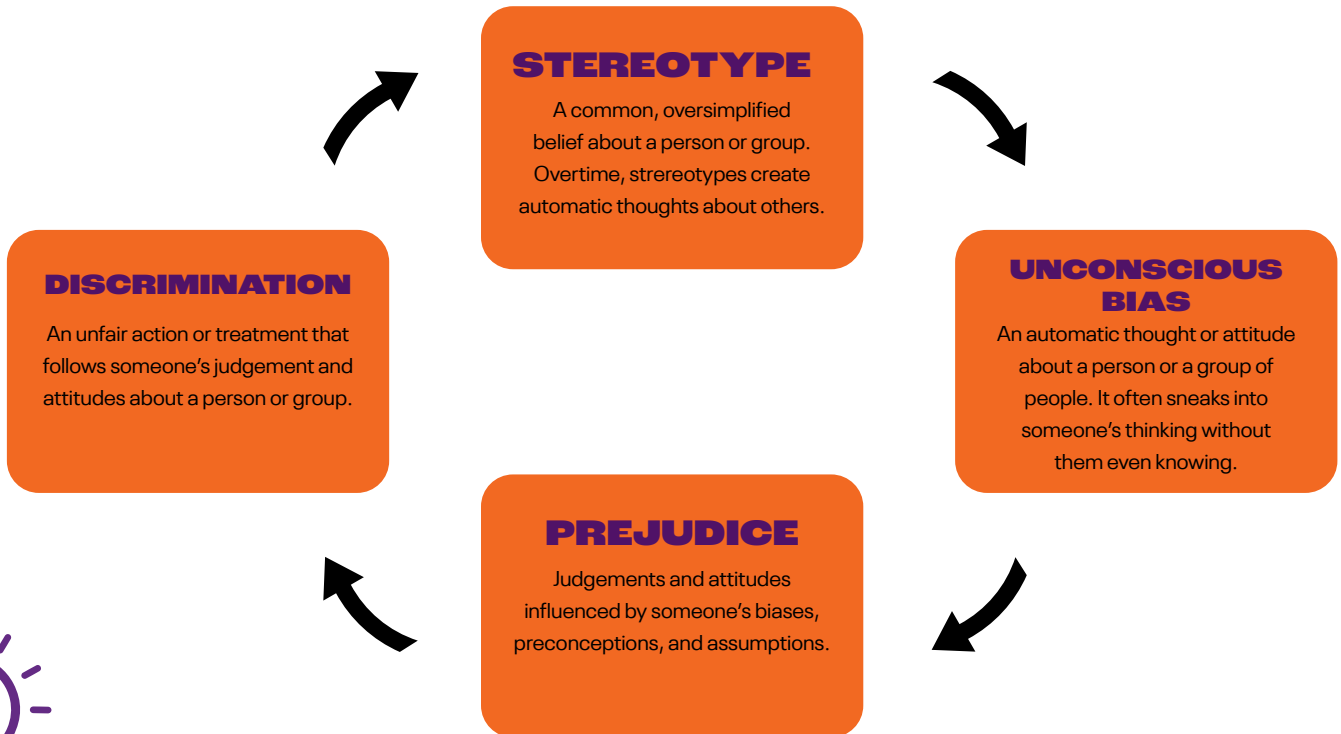 STEREOTYPE
A common, oversimplified
belief about a person or group.
Overtime, strereotypes create
automatic thoughts about others.
UNCONSCIOUS
BIAS
An automatic thought or attitude
about a person or a group of
people. It often sneaks into
someone’s thinking without
them even knowing.
PREJUDICE
Judgements and attitudes
influenced by someone’s biases,
preconceptions, and assumptions.
DISCRIMINATION
An unfair action or treatment that
follows someone’s judgement and
attitudes about a person or group.